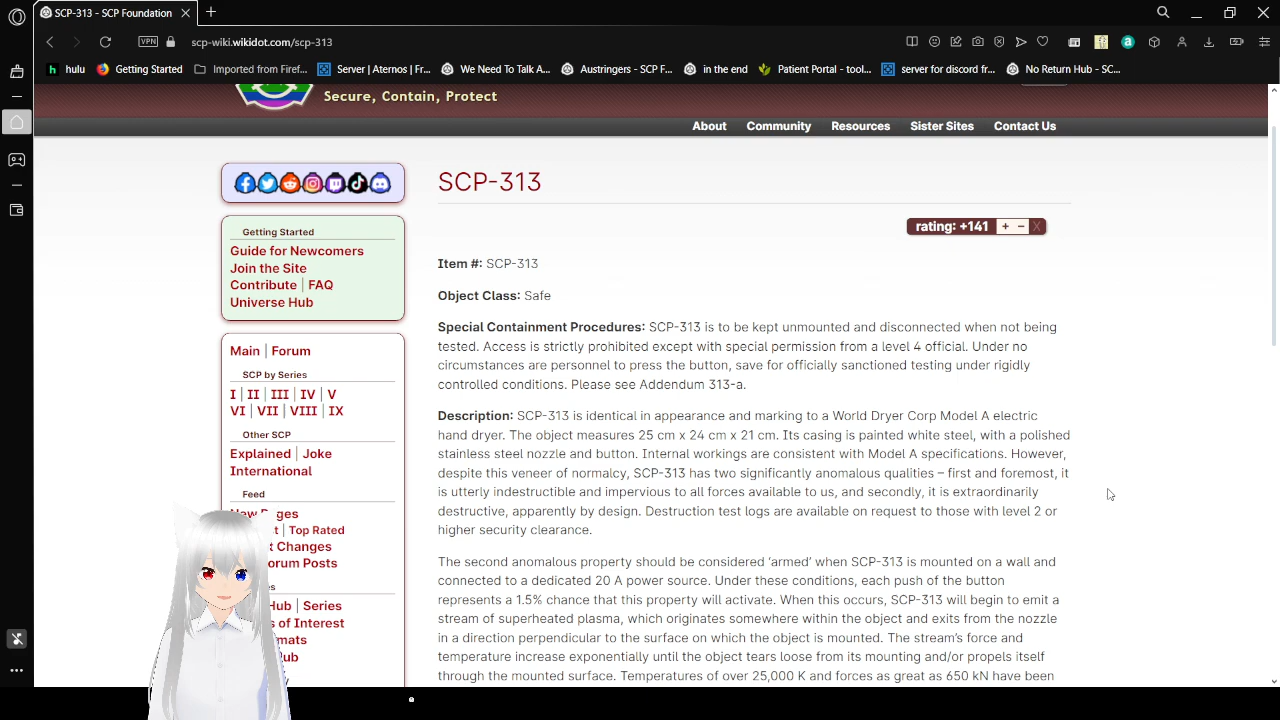 SCP-313 - SCP Foundation
VPN
scp-wiki.wikidot.com/scp-313
hulu
Getting Started
Imported from Firef...
Server | Aternos | Fr...
We Need To Talk A...
Austringers - SCP F...
in the end
Patient Portal - tool...
server for discord fr...
No Return Hub - SC...
Secure, Contain, Protect
About
Community
Resources
Sister Sites
Contact Us
Getting Started
Guide for Newcomers
Join the Site
Contribute | FAQ
Universe Hub
Main | Forum
SCP by Series
I | II | III | IV | V
VI | VII | VIII | IX
Other SCP
Explained | Joke
International
Feed
Top Rated
Changes
Posts
Hub | Series
of Interest
SCP-313
rating: +141 + − X
Item #: SCP-313
Object Class: Safe
Special Containment Procedures: SCP-313 is to be kept unmounted and disconnected when not being
tested. Access is strictly prohibited except with special permission from a level 4 official. Under no
circumstances are personnel to press the button, save for officially sanctioned testing under rigidly
controlled conditions. Please see Addendum 313-a.
Description: SCP-313 is identical in appearance and marking to a World Dryer Corp Model A electric
hand dryer. The object measures 25 cm x 24 cm x 21 cm. Its casing is painted white steel, with a polished
stainless steel nozzle and button. Internal workings are consistent with Model A specifications. However,
despite this veneer of normalcy, SCP-313 has two significantly anomalous qualities – first and foremost, it
is utterly indestructible and impervious to all forces available to us, and secondly, it is extraordinarily
destructive, apparently by design. Destruction test logs are available on request to those with level 2 or
higher security clearance.
The second anomalous property should be considered ‘armed’ when SCP-313 is mounted on a wall and
connected to a dedicated 20 A power source. Under these conditions, each push of the button
represents a 1.5% chance that this property will activate. When this occurs, SCP-313 will begin to emit a
stream of superheated plasma, which originates somewhere within the object and exits from the nozzle
in a direction perpendicular to the surface on which the object is mounted. The stream’s force and
temperature increase exponentially until the object tears loose from its mounting and/or propels itself
through the mounted surface. Temperatures of over 25,000 K and forces as great as 650 kN have been